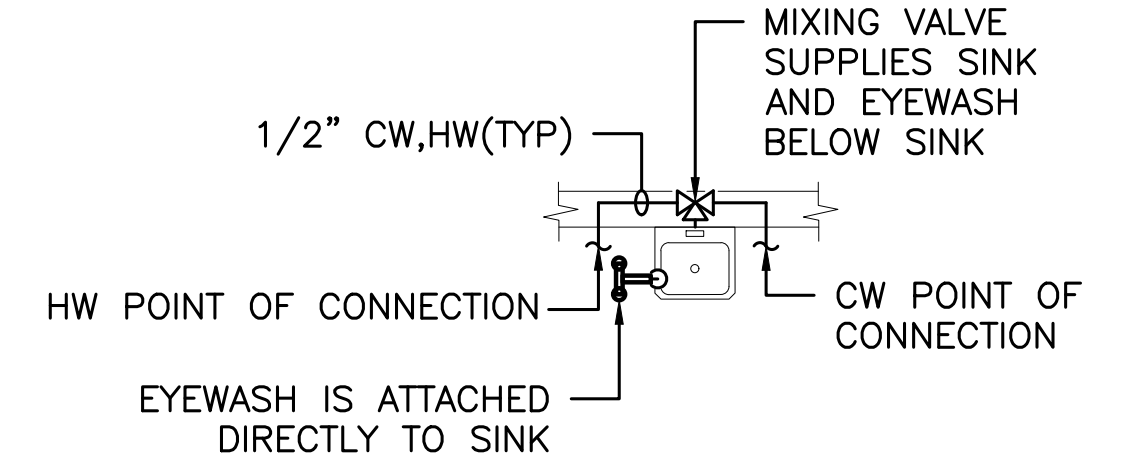 MIXING VALVE
SUPPLIES SINK
AND EYEWASH
BELOW SINK
1/2” CW,HW(TYP)
HW POINT OF CONNECTION
CW POINT OF
CONNECTION
EYEWASH IS ATTACHED
DIRECTLY TO SINK